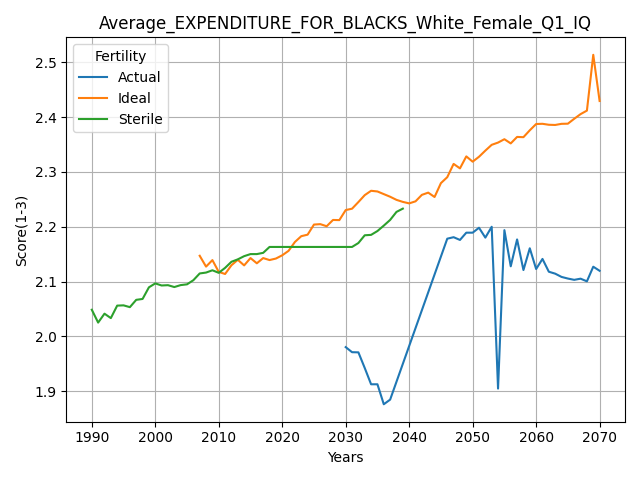 Average_EXPENDITURE_FOR_BLACKS_White_Female_Q1_IQ
Fertility
Actual
Ideal
Sterile
Score(1-3)
2.5
2.4
2.3
2.2
2.1
2.0
1.9
1990 2000 2010 2020 2030 2040 2050 2060 2070
Years